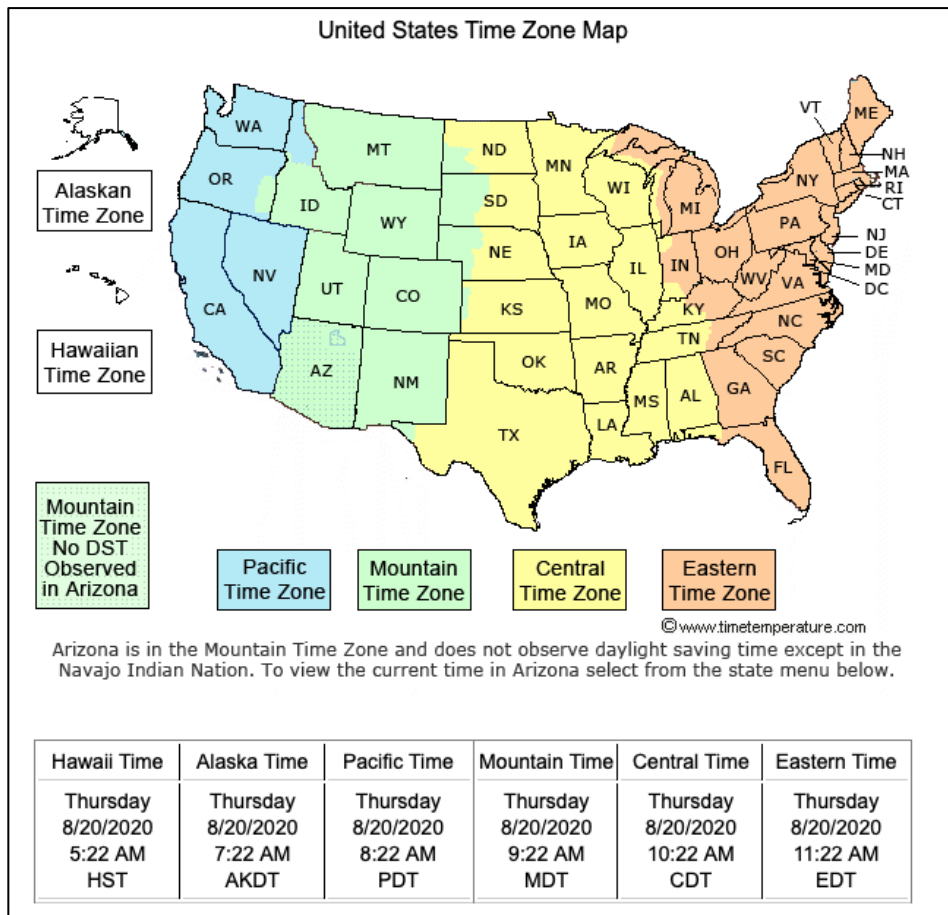 United States Time Zone Map
WA
MT
ND
MN
VT
ME
OR
ID
WY
SD
WI
MI
NY
NH
MA
RI
CT
Alaskan
Time Zone
NV
UT
CO
NE
IA
IL
IN
OH
PA
NJ
DE
MD
DC
WV
VA
CA
KS
MO
KY
NC
Hawaiian
Time Zone
AZ
NM
OK
AR
TN
SC
TX
LA
MS
AL
GA
FL
Mountain
Time Zone
No DST
Observed
in Arizona
Pacific
Time Zone
Mountain
Time Zone
Central
Time Zone
Eastern
Time Zone
©www.timetemperature.com
Arizona is in the Mountain Time Zone and does not observe daylight saving time except in the
Navajo Indian Nation. To view the current time in Arizona select from the state menu below.
Hawaii Time Alaska Time Pacific Time Mountain Time Central Time Eastern Time
Thursday Thursday Thursday Thursday Thursday Thursday
8/20/2020 8/20/2020 8/20/2020 8/20/2020 8/20/2020 8/20/2020
5:22 AM 7:22 AM 8:22 AM 9:22 AM 10:22 AM 11:22 AM
HST AKDT PDT MDT CDT EDT